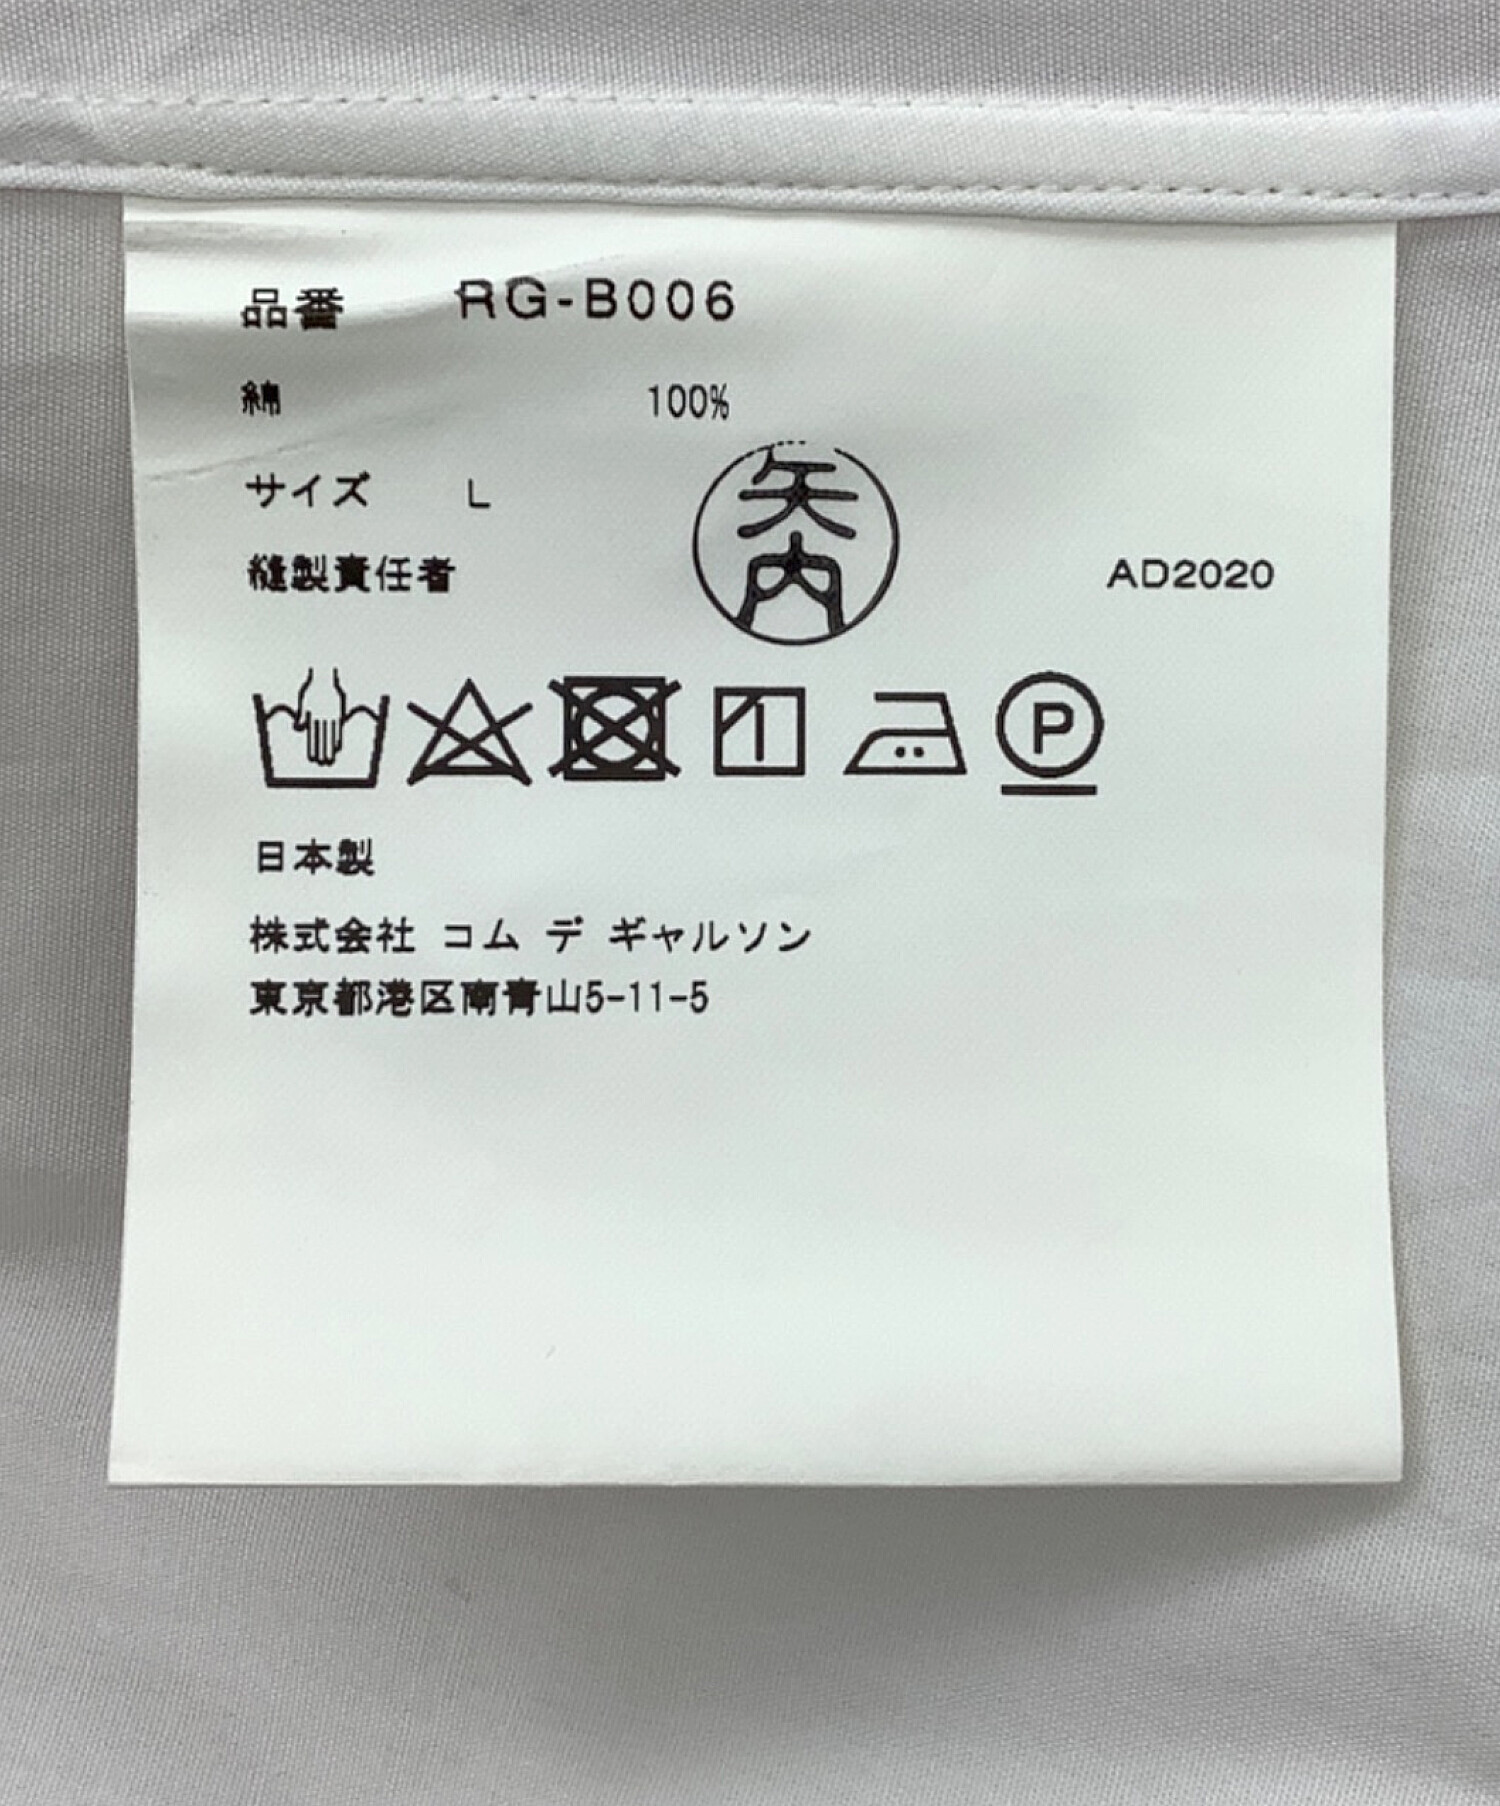 品番 RG-B006
綿 100%
サイズ L
縫製責任者 矢内 AD2020
P
日本製
株式会社 コム デ ギャルソン
東京都港区南青山5-11-5